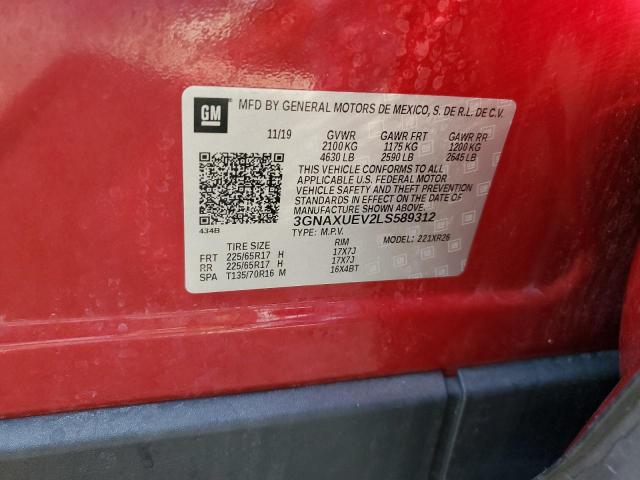 GM MFD BY GENERAL MOTORS DE MEXICO, S. DE R.L. DE C.V.
11/19 GVWR GAWR FRT GAWR RR
2100 KG 1175 KG 1200 KG
4630 LB 2590 LB 2645 LB
THIS VEHICLE CONFORMS TO ALL
APPLICABLE U.S. FEDERAL MOTOR
VEHICLE SAFETY AND THEFT PREVENTION
STANDARDS IN EFFECT ON THE DATE OF
MANUFACTURE SHOWN ABOVE.
434B 3GNAXUEV2LS589312
TYPE: M.P.V. MODEL: 221XR26
TIRE SIZE RIM
FRT 225/65R17 H 17X7J
RR 225/65R17 H 17X7J
SPA T135/70R16 M 16X4BT